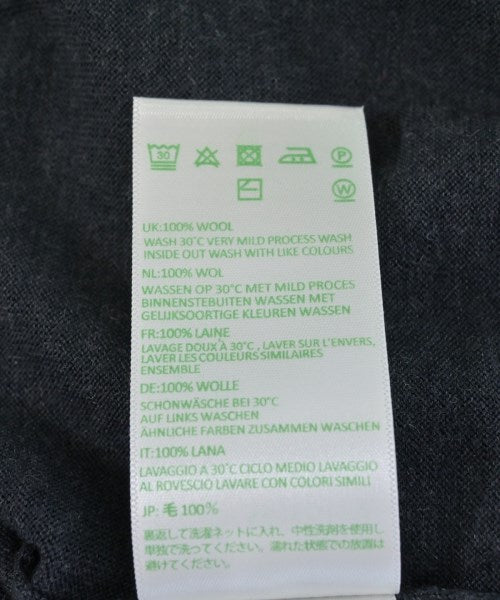 30
P
W
UK:100% WOOL
WASH 30°C VERY MILD PROCESS WASH
INSIDE OUT WASH WITH LIKE COLOURS
NL:100% WOL
WASSEN OP 30°C MET MILD PROCES
BINNENSTEBUITEN WASSEN MET
GELIJKSOORTIGE KLEUREN WASSEN
FR:100% LAINE
LAVAGE DOUX À 30°C , LAVER SUR L'ENVERS,
LAVER LES COULEURS SIMILAIRES
ENSEMBLE
DE:100% WOLLE
SCHONWÄSCHE BEI 30°C
AUF LINKS WASCHEN
ÄHNLICHE FARBEN ZUSAMMEN WASCHEN
IT:100% LANA
LAVAGGIO A 30°C CICLO MEDIO LAVAGGIO
AL ROVESCIO LAVARE CON COLORI SIMILI
JP: 毛 100%
裏返して洗濯ネットに入れ、中性洗剤を使用し
単独で洗ってください。濡れた状態での放置は
避けてください。